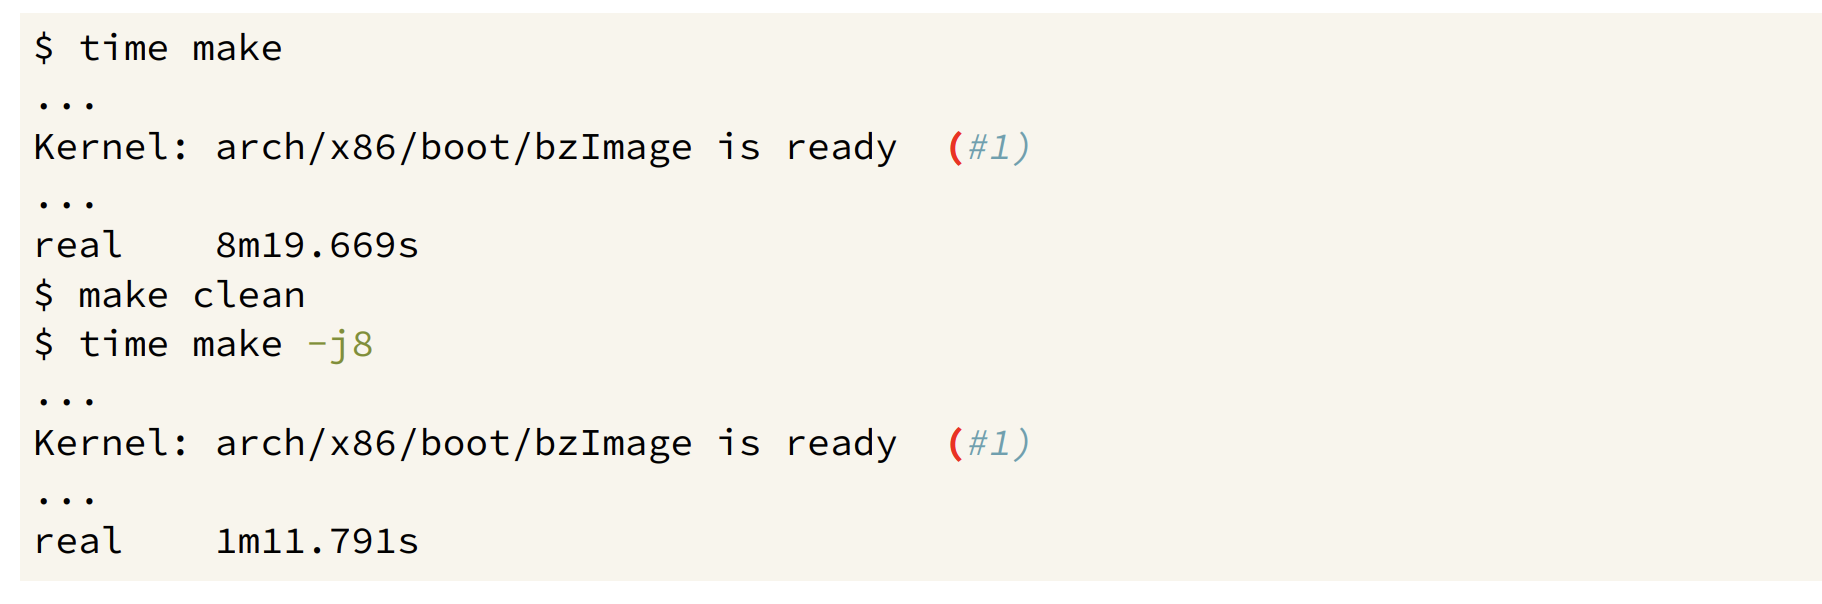 $ time make
...
Kernel: arch/x86/boot/bzImage is ready  (#1)
...
real    8m19.669s
$ make clean
$ time make -j8
...
Kernel: arch/x86/boot/bzImage is ready  (#1)
...
real    1m11.791s